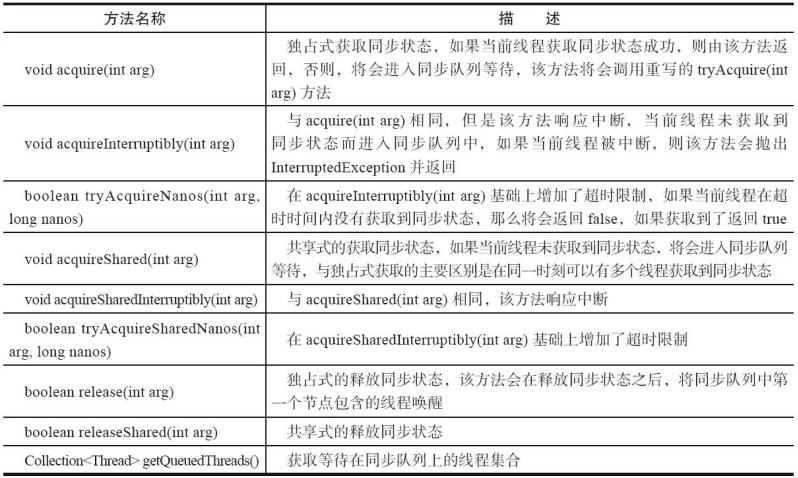 方法名称
描 述
void acquire(int arg)
独占式获取同步状态，如果当前线程获取同步状态成功，则由该方法返
回，否则，将会进入同步队列等待，该方法将会调用重写的 tryAcquire(int
arg) 方法
void acquireInterruptibly(int arg)
与 acquire(int arg) 相同，但是该方法响应中断，当前线程未获取到
同步状态而进入同步队列中，如果当前线程被中断，则该方法会抛出
InterruptedException 并返回
boolean tryAcquireNanos(int arg,
long nanos)
在 acquireInterruptibly(int arg) 基础上增加了超时限制，如果当前线程在超
时时间内没有获取到同步状态，那么将会返回 false，如果获取到了返回 true
void acquireShared(int arg)
共享式的获取同步状态，如果当前线程未获取到同步状态，将会进入同步队列
等待，与独占式获取的主要区别是在同一时刻可以有多个线程获取到同步状态
void acquireSharedInterruptibly(int arg)
与 acquireShared(int arg) 相同，该方法响应中断
boolean tryAcquireSharedNanos(int
arg, long nanos)
在 acquireSharedInterruptibly(int arg) 基础上增加了超时限制
boolean release(int arg)
独占式的释放同步状态，该方法会在释放同步状态之后，将同步队列中第
一个节点包含的线程唤醒
boolean releaseShared(int arg)
共享式的释放同步状态
Collection<Thread> getQueuedThreads()
获取等待在同步队列上的线程集合